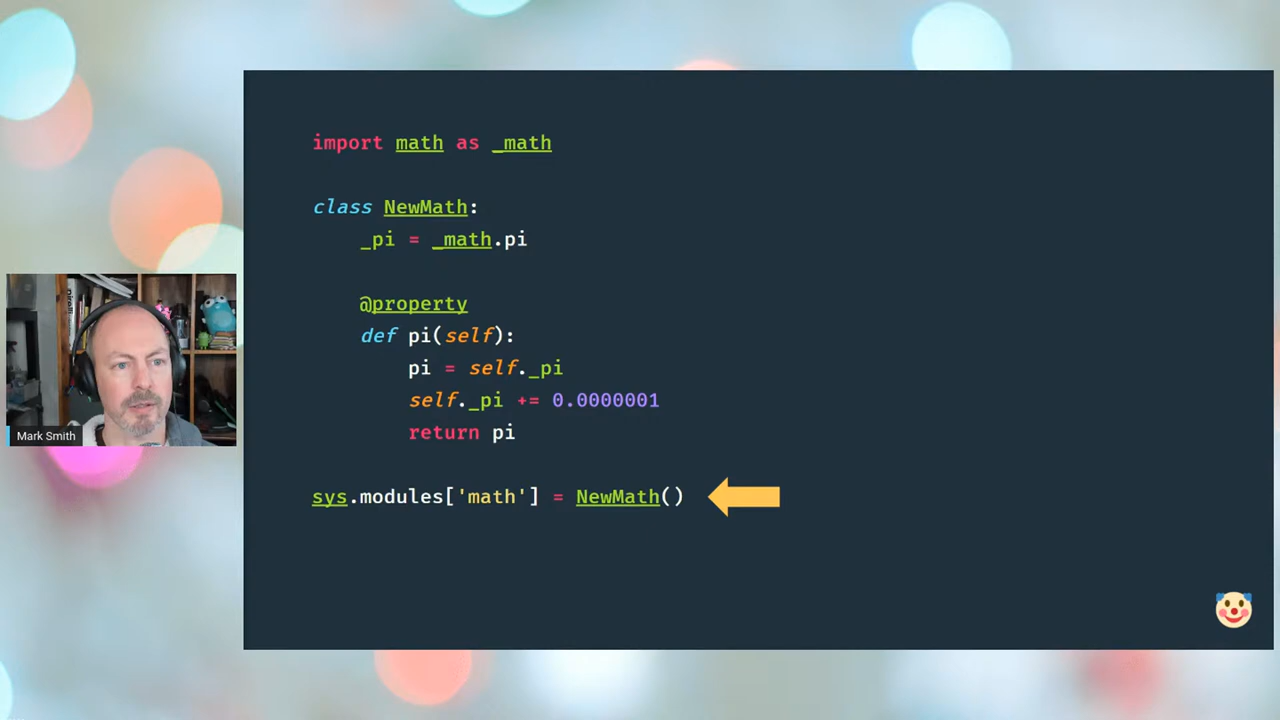 import math as _math
class NewMath:
    _pi = _math.pi
    @property
    def pi(self):
        pi = self._pi
        self._pi += 0.0000001
        return pi
sys.modules['math'] = NewMath()
Mark Smith